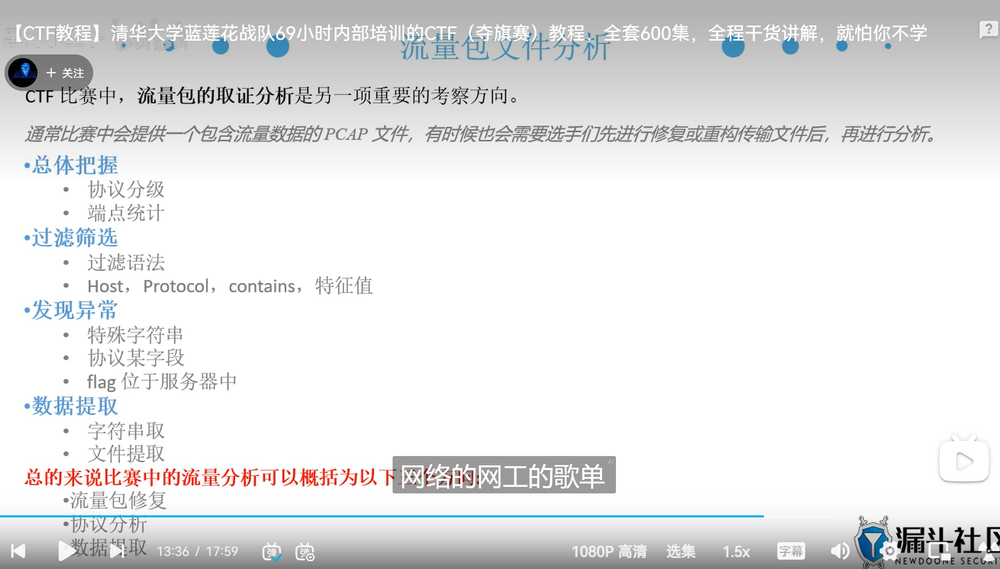 【CTF教程】清华大学蓝莲花战队69小时内部培训的CTF（夺旗赛）教程，全套600集，全程干货讲解，就怕你不学
流量包文件分析
+ 关注
CTF 比赛中，流量包的取证分析是另一项重要的考察方向。
通常比赛中会提供一个包含流量数据的 PCAP 文件，有时候也会需要选手们先进行修复或重构传输文件后，再进行分析。
•总体把握
• 协议分级
• 端点统计
•过滤筛选
• 过滤语法
• Host，Protocol，contains，特征值
•发现异常
• 特殊字符串
• 协议某字段
• flag 位于服务器中
•数据提取
• 字符串取
• 文件提取
总的来说比赛中的流量分析可以概括为以下
网络的网工的歌单
AI
•流量包修复
•协议分析
•数据提取
13:36 / 17:59
弹
弹
1080P 高清
选集
1.5x
字幕
漏斗社区
NEWDOONE SECURI